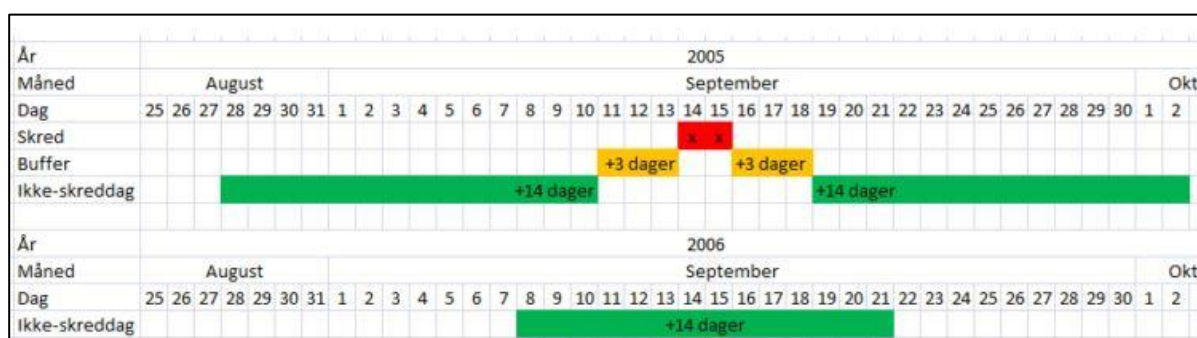 År 2005
Måned August September Okt
Dag 25 26 27 28 29 30 31 1 2 3 4 5 6 7 8 9 10 11 12 13 14 15 16 17 18 19 20 21 22 23 24 25 26 27 28 29 30 1 2
Skred x x
Buffer +3 dager +3 dager
Ikke-skreddag +14 dager +14 dager
År 2006
Måned August September Okt
Dag 25 26 27 28 29 30 31 1 2 3 4 5 6 7 8 9 10 11 12 13 14 15 16 17 18 19 20 21 22 23 24 25 26 27 28 29 30 1 2
Ikke-skreddag +14 dager